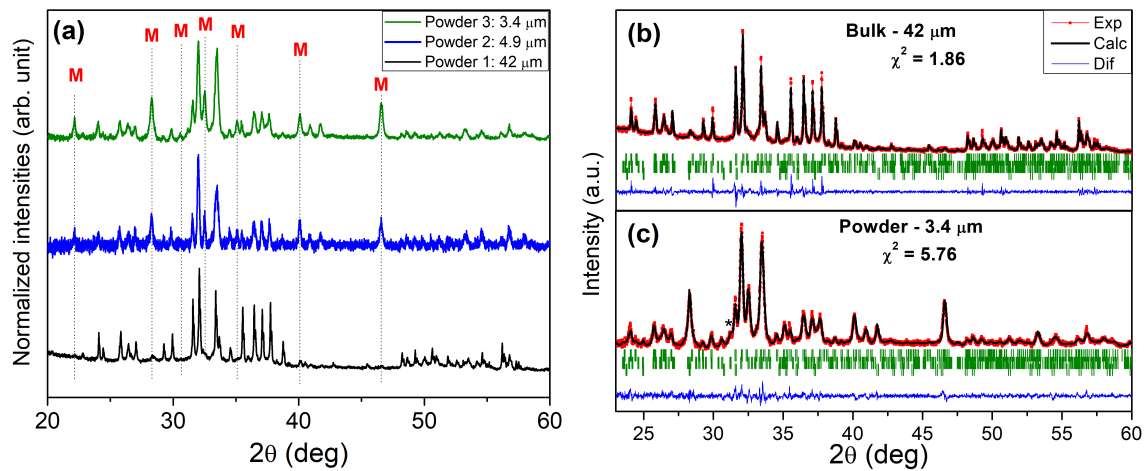 (a)
Powder 3: 3.4 μm
Powder 2: 4.9 μm
Powder 1: 42 μm
M
M
M
M
M
M
M
Normalized intensities (arb. unit)
20
30
40
50
60
2θ (deg)
(b)
Bulk - 42 μm
χ² = 1.86
Exp
Calc
Dif
(c)
Powder - 3.4 μm
χ² = 5.76
*
Intensity (a.u.)
25
30
35
40
45
50
55
60
2θ (deg)